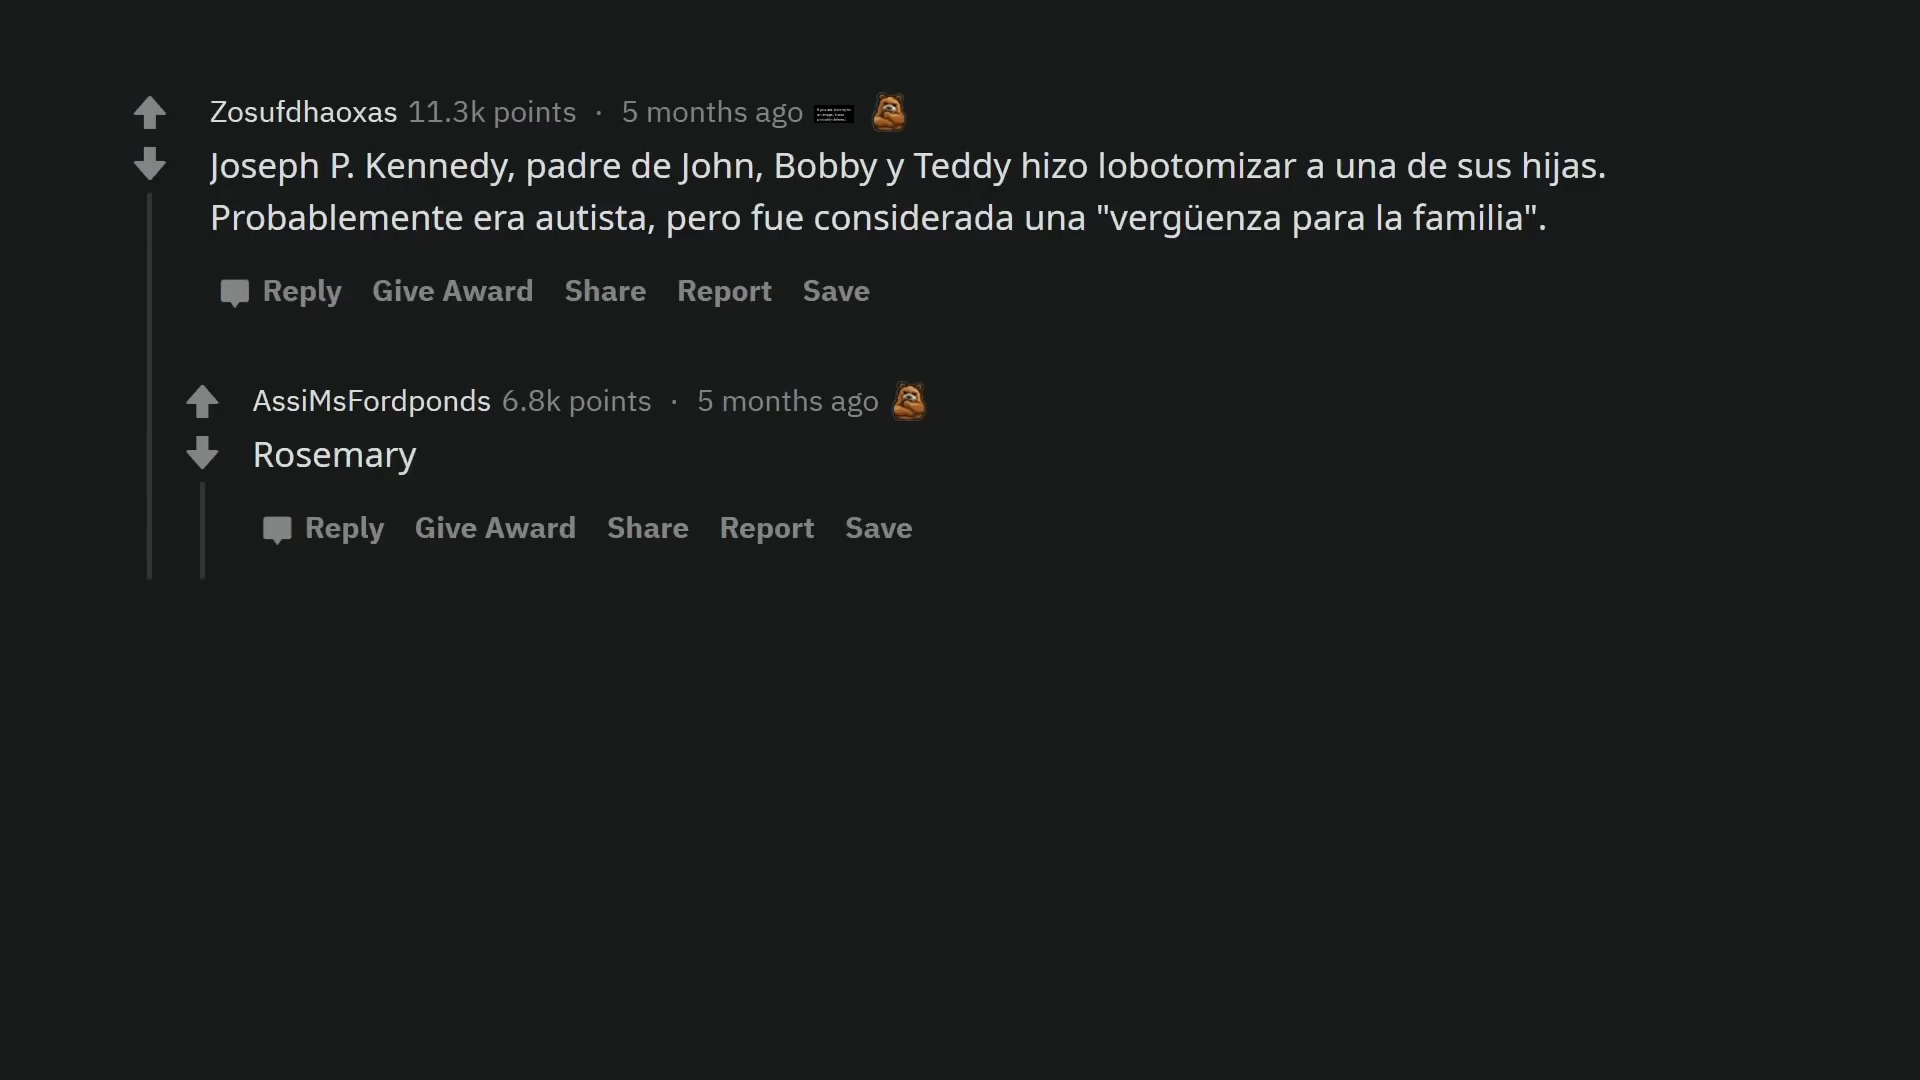 Zosufdhaoxas 11.3k points · 5 months ago
Joseph P. Kennedy, padre de John, Bobby y Teddy hizo lobotomizar a una de sus hijas.
Probablemente era autista, pero fue considerada una "vergüenza para la familia".
Reply Give Award Share Report Save
AssiMsFordponds 6.8k points · 5 months ago
Rosemary
Reply Give Award Share Report Save